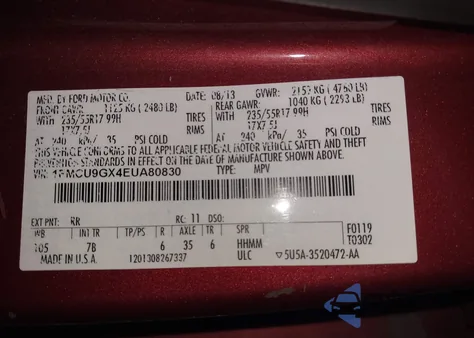 MFD. BY FORD MOTOR CO. DATE: 08/13 GVWR: 2159 KG ( 4760 LB)
FRONT GAWR: 1125 KG ( 2480 LB) REAR GAWR: 1040 KG ( 2293 LB)
WITH 235/55R17 99H TIRES WITH 235/55R17 99H TIRES
17X7.5J RIMS 17X7.5J RIMS
AT 240 kPa/ 35 PSI COLD AT 240 kPa/ 35 PSI COLD
THIS VEHICLE CONFORMS TO ALL APPLICABLE FEDERAL MOTOR VEHICLE SAFETY AND THEFT
PREVENTION STANDARDS IN EFFECT ON THE DATE OF MANUFACTURE SHOWN ABOVE.
VIN: 1FMCU9GX4EUA80830 TYPE: MPV
EXT PNT: RR RC: 11 DSO: F0119
WB INT TR TP/PS R AXLE TR SPR T0302
105 7B 6 35 6 HHMM
MADE IN U.S.A. 1201308267337 ULC 5U5A-3520472-AA